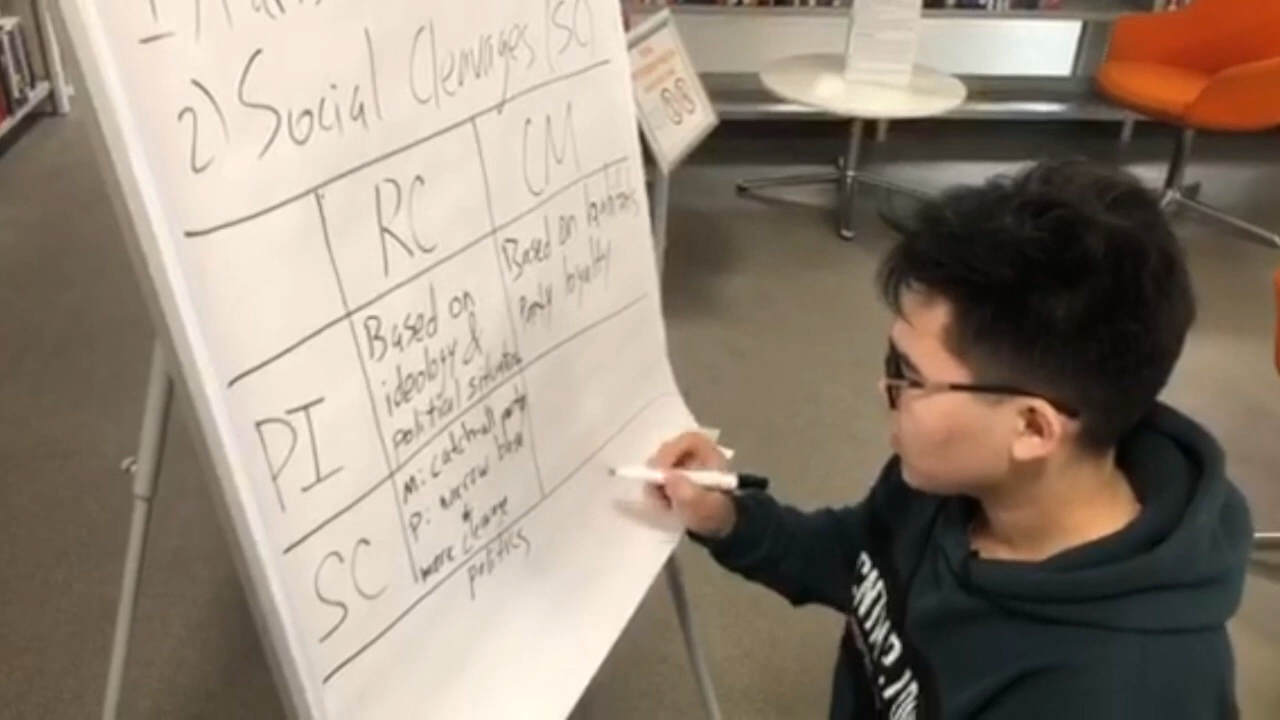 2) Social Cleavages (SC)
RC
CM
PI
Based on
ideology &
political
Based on
Party loyalty
SC
M: catchall party
P: narrow base
&
more cleavage
politics